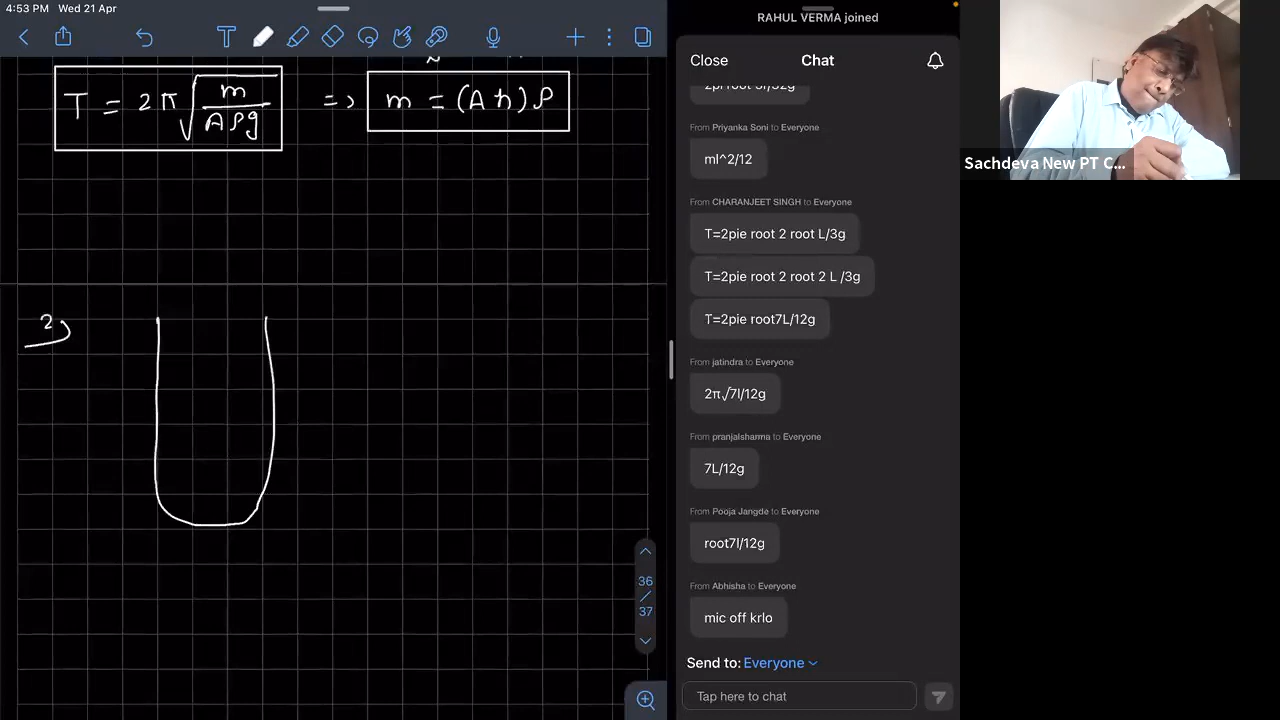 4:53 PM Wed 21 Apr
T = 2π√(m/Aρg) => m = (Ah)ρ
2)
36
/
37
RAHUL VERMA joined
Close
Chat
From Priyanka Soni to Everyone
ml^2/12
From CHARANJEET SINGH to Everyone
T=2pie root 2 root L/3g
T=2pie root 2 root 2 L /3g
T=2pie root7L/12g
From jatindra to Everyone
2π√7l/12g
From pranjalsharma to Everyone
7L/12g
From Pooja Jangde to Everyone
root7l/12g
From Abhisha to Everyone
mic off krlo
Send to: Everyone
Tap here to chat
Sachdeva New PT C...